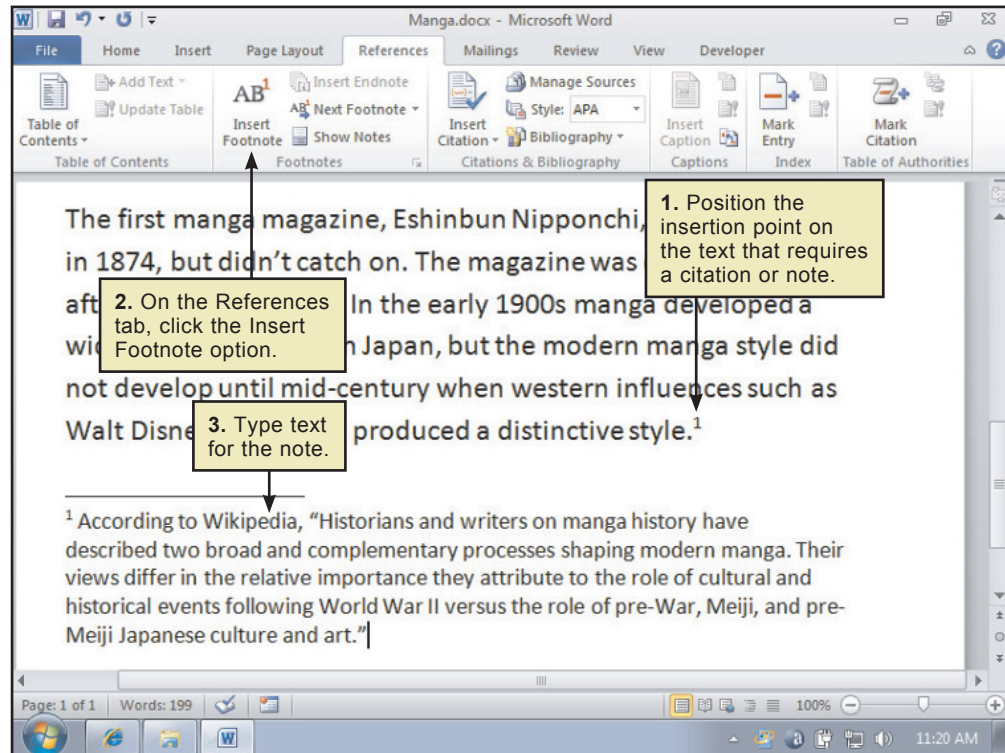 Manga.docx - Microsoft Word
File Home Insert Page Layout References Mailings Review View Developer
Table of Contents
Add Text
Update Table
Table of Contents
AB1
Insert Footnote
Insert Endnote
AB1 Next Footnote
Show Notes
Footnotes
Insert Citation
Manage Sources
Style: APA
Bibliography
Citations & Bibliography
Insert Caption
Captions
Mark Entry
Index
Mark Citation
Table of Authorities
The first manga magazine, Eshinbun Nipponchi,
in 1874, but didn’t catch on. The magazine was
In the early 1900s manga developed a
Japan, but the modern manga style did
not develop until mid-century when western influences such as
Walt produced a distinctive style.1
1. Position the
insertion point on
the text that requires
a citation or note.
2. On the References
tab, click the Insert
Footnote option.
3. Type text
for the note.
1 According to Wikipedia, “Historians and writers on manga history have
described two broad and complementary processes shaping modern manga. Their
views differ in the relative importance they attribute to the role of cultural and
historical events following World War II versus the role of pre-War, Meiji, and pre-
Meiji Japanese culture and art.”
Page: 1 of 1 Words: 199 100%
11:20 AM